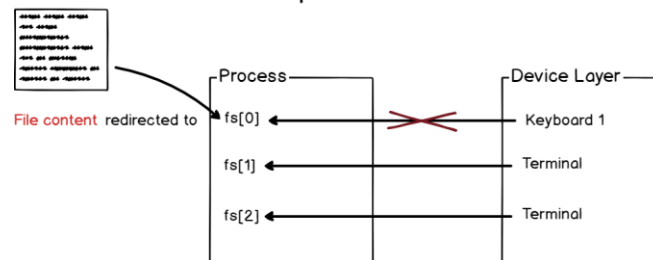 Process
Device Layer
File content redirected to
fs[0]
Keyboard 1
fs[1]
Terminal
fs[2]
Terminal